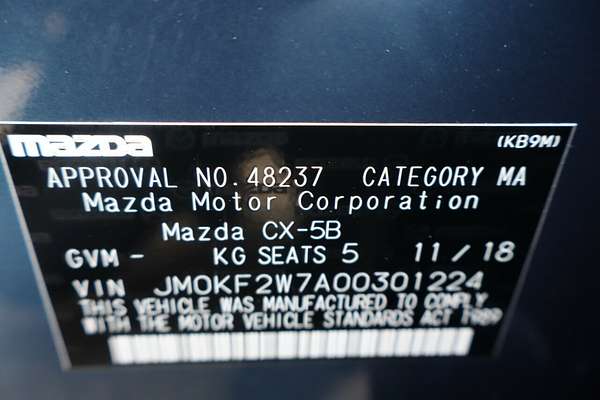 mazda (KB9M)
APPROVAL NO.48237 CATEGORY MA
Mazda Motor Corporation
Mazda CX-5B
GVM - KG SEATS 5 11/18
VIN JM0KF2W7A00301224
THIS VEHICLE WAS MANUFACTURED TO COMPLY
WITH THE MOTOR VEHICLE STANDARDS ACT 1989